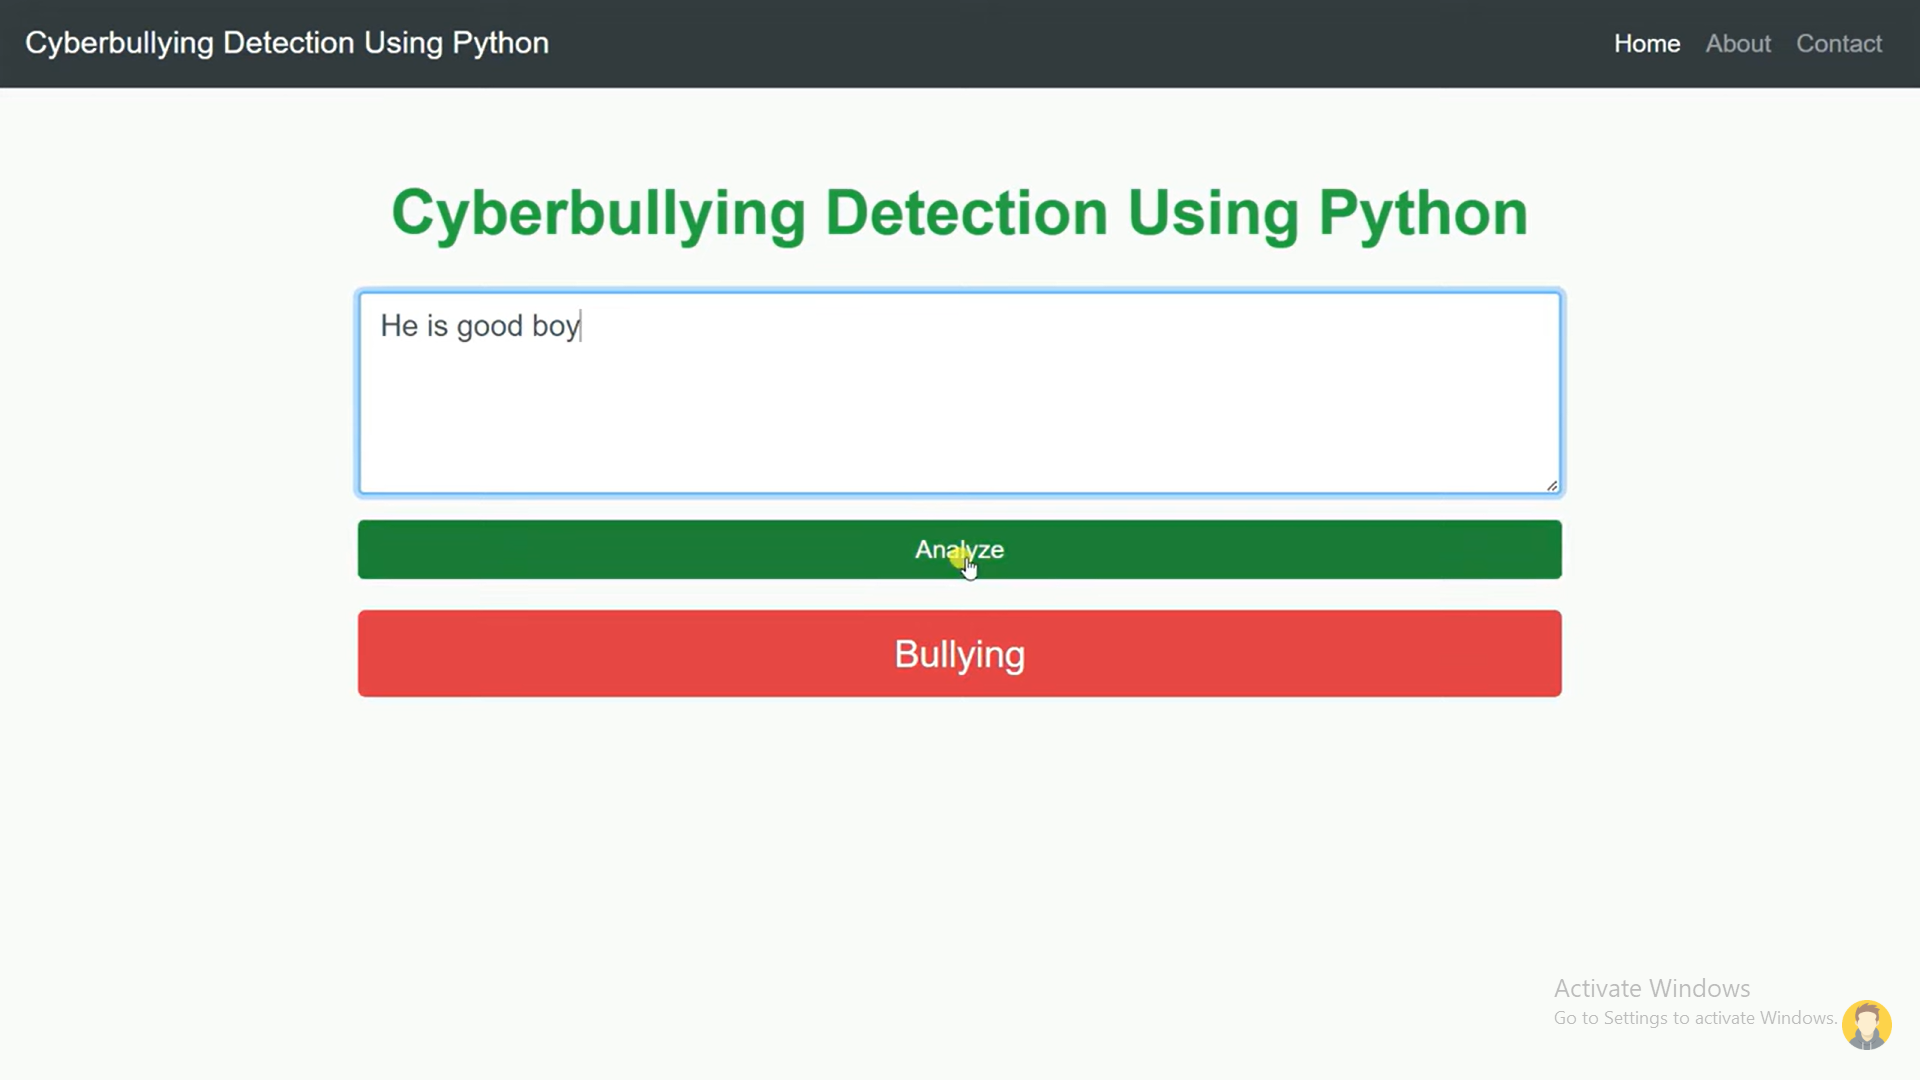 Cyberbullying Detection Using Python
Home About Contact
Cyberbullying Detection Using Python
He is good boy
Analyze
Bullying
Activate Windows
Go to Settings to activate Windows.